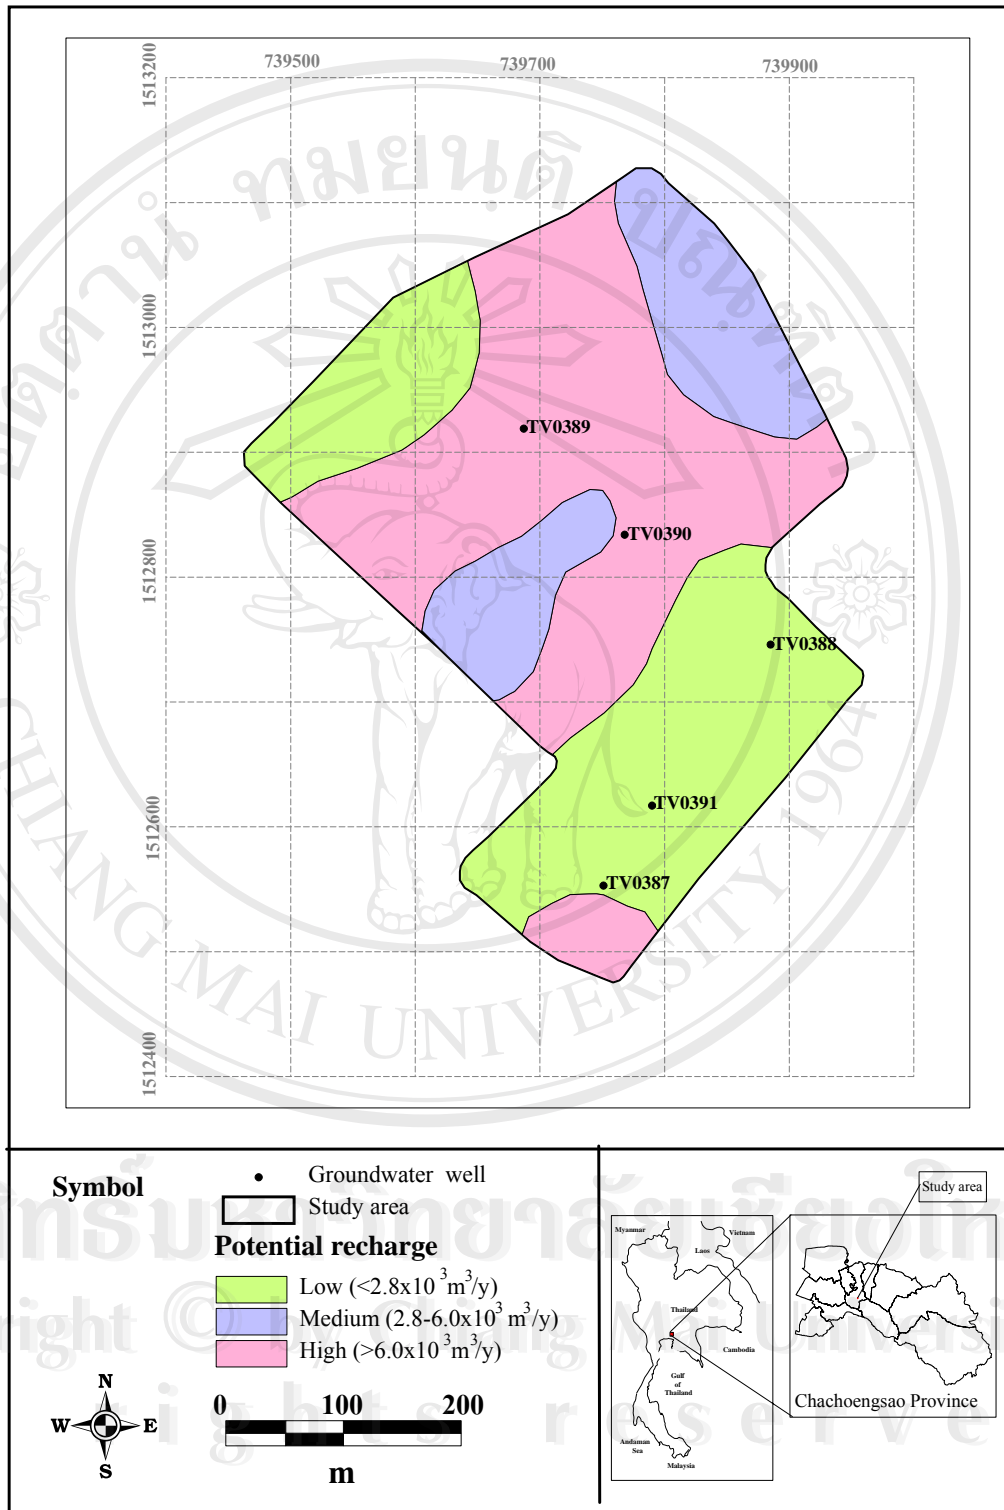 739500 739700 739900
1513200
1513000
1512800
1512600
1512400
TV0389
TV0390
TV0388
TV0391
TV0387
CHIANG MAI UNIVERSITY 1964
Symbol
Groundwater well
Study area
Potential recharge
Low (<2.8x10³m³/y)
Medium (2.8-6.0x10³ m³/y)
High (>6.0x10³m³/y)
N
W E
S
0 100 200
m
Study area
Myanmar
Vietnam
Laos
Thailand
Cambodia
Gulf
of
Thailand
Andaman
Sea
Malaysia
Chachoengsao Province